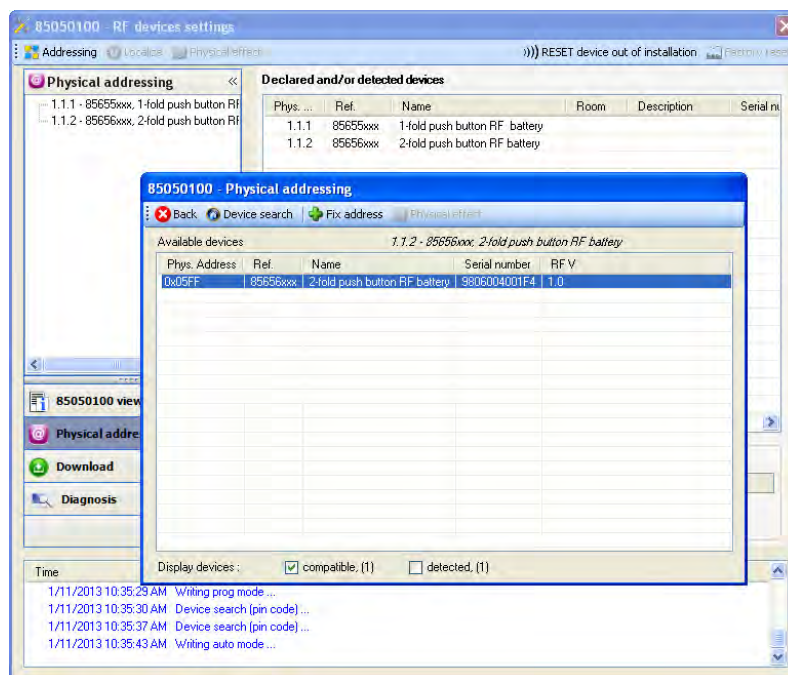 85050100 - RF devices settings
Addressing Localize Physical effect ))) RESET device out of installation Factory reset
Physical addressing «
1.1.1 - 85655xxx, 1-fold push button RF
1.1.2 - 85656xxx, 2-fold push button RF
Declared and/or detected devices
Phys. ... Ref. Name Room Description Serial nu
1.1.1 85655xxx 1-fold push button RF battery
1.1.2 85656xxx 2-fold push button RF battery
85050100 - Physical addressing
Back Device search Fix address Physical effect
Available devices 1.1.2 - 85656xxx, 2-fold push button RF battery
Phys. Address Ref. Name Serial number RF V
0x05FF 85656xxx 2-fold push button RF battery 9806004001F4 1.0
85050100 view
Physical addre
Download
Diagnosis
Display devices : compatible, (1) detected, (1)
Time
1/11/2013 10:35:29 AM Writing prog mode ...
1/11/2013 10:35:30 AM Device search (pin code) ...
1/11/2013 10:35:37 AM Device search (pin code) ...
1/11/2013 10:35:43 AM Writing auto mode ...